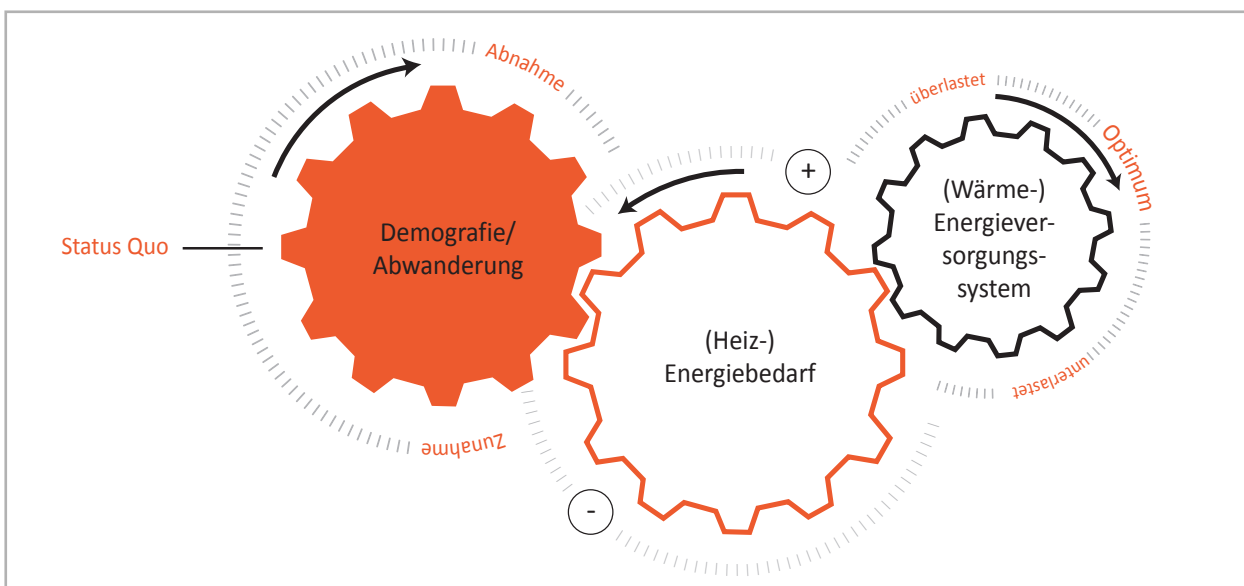 Abnahme
Status Quo
Demografie/
Abwanderung
Zunahme
+
(Heiz-)
Energiebedarf
-
überlastet
Optimum
(Wärme-)
Energiever-
sorgungs-
system
unterlastet